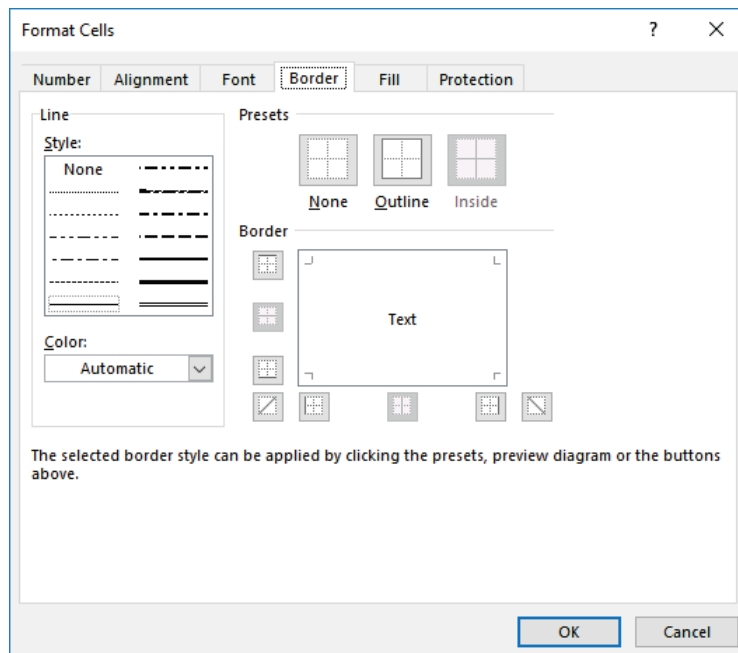 Format Cells
?
Number Alignment Font Border Fill Protection
Line
Style:
None
Color:
Automatic
Presets
None Outline Inside
Border
Text
The selected border style can be applied by clicking the presets, preview diagram or the buttons
above.
OK Cancel